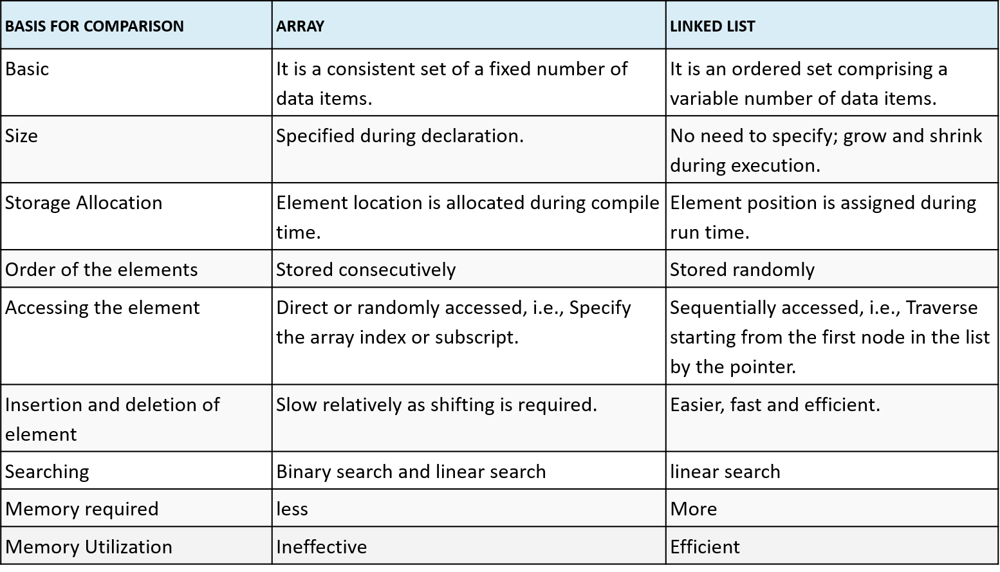 BASIS FOR COMPARISON
ARRAY
LINKED LIST
Basic
It is a consistent set of a fixed number of
data items.
It is an ordered set comprising a
variable number of data items.
Size
Specified during declaration.
No need to specify; grow and shrink
during execution.
Storage Allocation
Element location is allocated during compile
time.
Element position is assigned during
run time.
Order of the elements
Stored consecutively
Stored randomly
Accessing the element
Direct or randomly accessed, i.e., Specify
the array index or subscript.
Sequentially accessed, i.e., Traverse
starting from the first node in the list
by the pointer.
Insertion and deletion of
element
Slow relatively as shifting is required.
Easier, fast and efficient.
Searching
Binary search and linear search
linear search
Memory required
less
More
Memory Utilization
Ineffective
Efficient